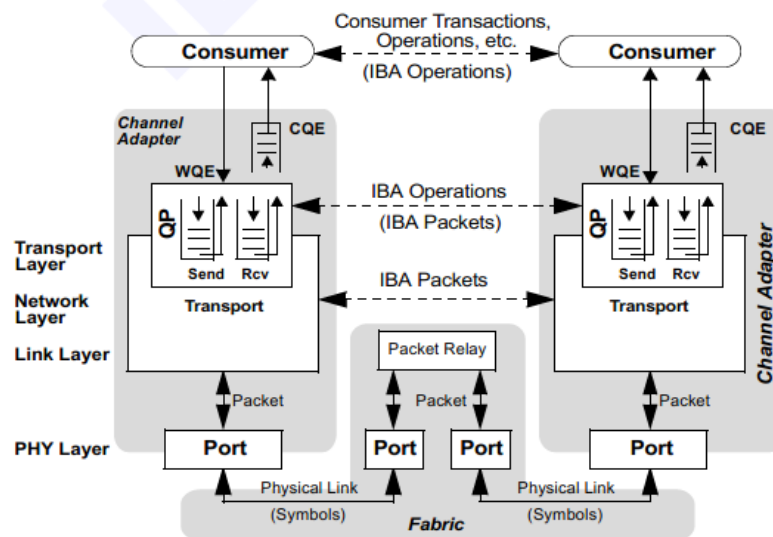 Consumer Transactions,
Operations, etc.
(IBA Operations)
Consumer
Consumer
Channel
Adapter
CQE
WQE
QP
Send
Rcv
Transport
IBA Operations
(IBA Packets)
IBA Packets
CQE
WQE
QP
Send
Rcv
Transport
Channel Adapter
Transport
Layer
Network
Layer
Link Layer
PHY Layer
Packet
Packet Relay
Packet
Packet
Port
Port
Port
Port
Physical Link
(Symbols)
Physical Link
(Symbols)
Fabric